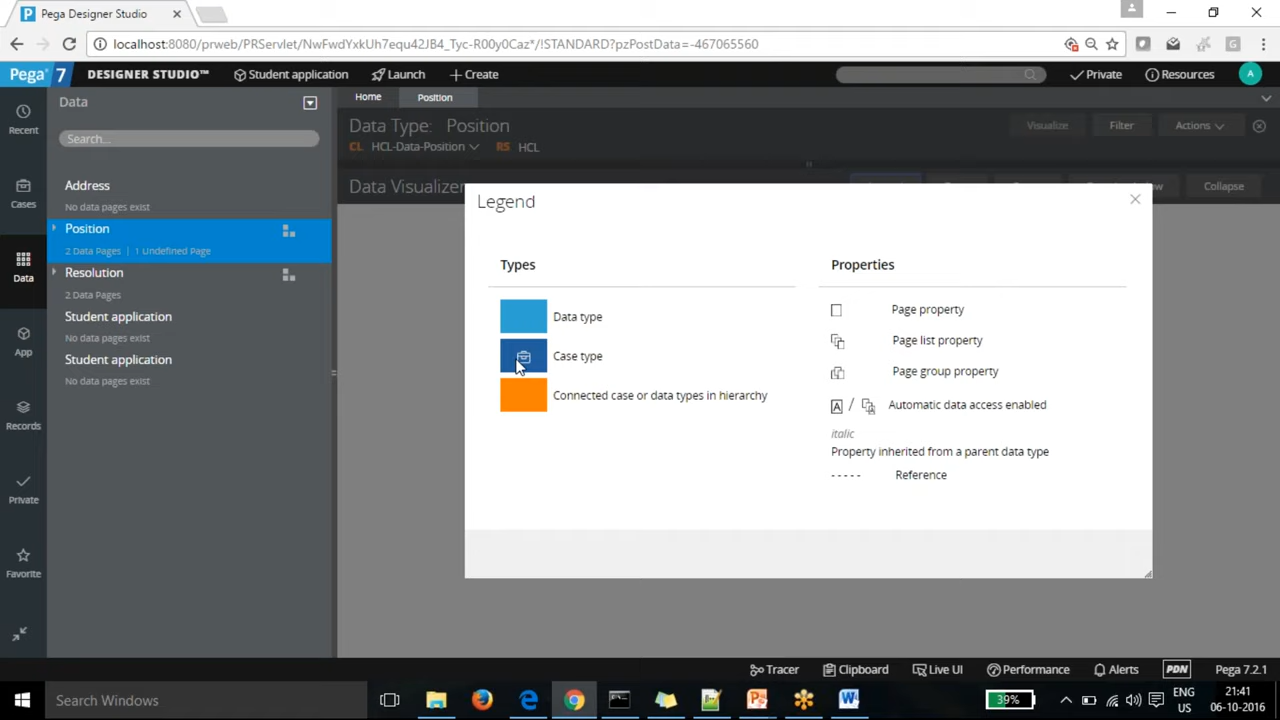 Pega Designer Studio
localhost:8080/prweb/PRServlet/NwFwdYxkUh7equ42JB4_Tyc-R00y0Caz*/!STANDARD?pzPostData=-467065560
Pega 7 DESIGNER STUDIO™ Student application Launch Create Private Resources A
Recent
Cases
Data
App
Records
Private
Favorite
Data
Search...
Address
No data pages exist
Position
2 Data Pages | 1 Undefined Page
Resolution
2 Data Pages
Student application
No data pages exist
Student application
No data pages exist
Home Position
Data Type: Position Visualize Filter Actions
CL HCL-Data-Position RS HCL
Data Visualizer Collapse
Legend
Types
Data type
Case type
Connected case or data types in hierarchy
Properties
Page property
Page list property
Page group property
A / Automatic data access enabled
italic
Property inherited from a parent data type
----- Reference
Tracer Clipboard Live UI Performance Alerts PDN Pega 7.2.1
Search Windows
39%
ENG
US
21:41
06-10-2016